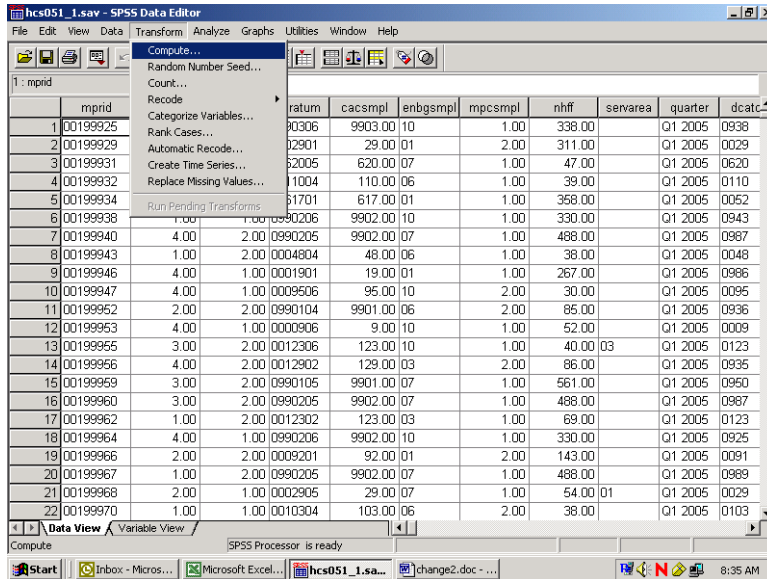 hcs051_1.sav - SPSS Data Editor
File Edit View Data Transform Analyze Graphs Utilities Window Help
1 : mprid
Compute...
Random Number Seed...
Count...
Recode
Categorize Variables...
Rank Cases...
Automatic Recode...
Create Time Series...
Replace Missing Values...
Run Pending Transforms
mprid ratum cacsmpl enbgsmpl mpcsmpl nhff servarea quarter dcatc
1 00199925 90306 9903.00 10 1.00 338.00 Q1 2005 0938
2 00199929 02901 29.00 01 2.00 311.00 Q1 2005 0029
3 00199931 62005 620.00 07 1.00 47.00 Q1 2005 0620
4 00199932 11004 110.00 06 1.00 39.00 Q1 2005 0110
5 00199934 61701 617.00 01 1.00 358.00 Q1 2005 0052
6 00199938 1.00 1.00 0990206 9902.00 10 1.00 330.00 Q1 2005 0943
7 00199940 4.00 2.00 0990205 9902.00 07 1.00 488.00 Q1 2005 0987
8 00199943 1.00 2.00 0004804 48.00 06 1.00 38.00 Q1 2005 0048
9 00199946 4.00 1.00 0001901 19.00 01 1.00 267.00 Q1 2005 0986
10 00199947 4.00 1.00 0009506 95.00 10 2.00 30.00 Q1 2005 0095
11 00199952 2.00 2.00 0990104 9901.00 06 2.00 85.00 Q1 2005 0936
12 00199953 4.00 1.00 0000906 9.00 10 1.00 52.00 Q1 2005 0009
13 00199955 3.00 2.00 0012306 123.00 10 1.00 40.00 03 Q1 2005 0123
14 00199956 4.00 2.00 0012902 129.00 03 2.00 86.00 Q1 2005 0935
15 00199959 3.00 2.00 0990105 9901.00 07 1.00 561.00 Q1 2005 0950
16 00199960 3.00 2.00 0990205 9902.00 07 1.00 488.00 Q1 2005 0987
17 00199962 1.00 2.00 0012302 123.00 03 1.00 69.00 Q1 2005 0123
18 00199964 4.00 1.00 0990206 9902.00 10 1.00 330.00 Q1 2005 0925
19 00199966 2.00 2.00 0009201 92.00 01 2.00 143.00 Q1 2005 0091
20 00199967 1.00 2.00 0990205 9902.00 07 1.00 488.00 Q1 2005 0989
21 00199968 2.00 1.00 0002905 29.00 07 1.00 54.00 01 Q1 2005 0029
22 00199970 1.00 1.00 0010304 103.00 06 2.00 38.00 Q1 2005 0103
Data View Variable View
Compute SPSS Processor is ready
Start Inbox - Micros... Microsoft Excel... hcs051_1.sa... change2.doc - ... 8:35 AM